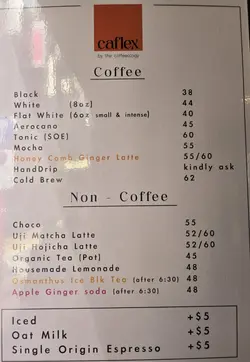 caflex
by the coffeeology
Coffee
Black 38
White (8oz) 44
Flat White (6oz small & intense) 40
Aerocano 45
Tonic (SOE) 60
Mocha 55
Honey Comb Ginger Latte 55/60
HandDrip kindly ask
Cold Brew 62
Non - Coffee
Choco 55
Uji Matcha Latte 52/60
Uji Hojicha Latte 52/60
Organic Tea (Pot) 45
Housemade Lemonade 48
Osmanthus Ice Blk Tea (after 6:30) 48
Apple Ginger soda (after 6:30) 48
Iced +$5
Oat Milk +$5
Single Origin Espresso +$5